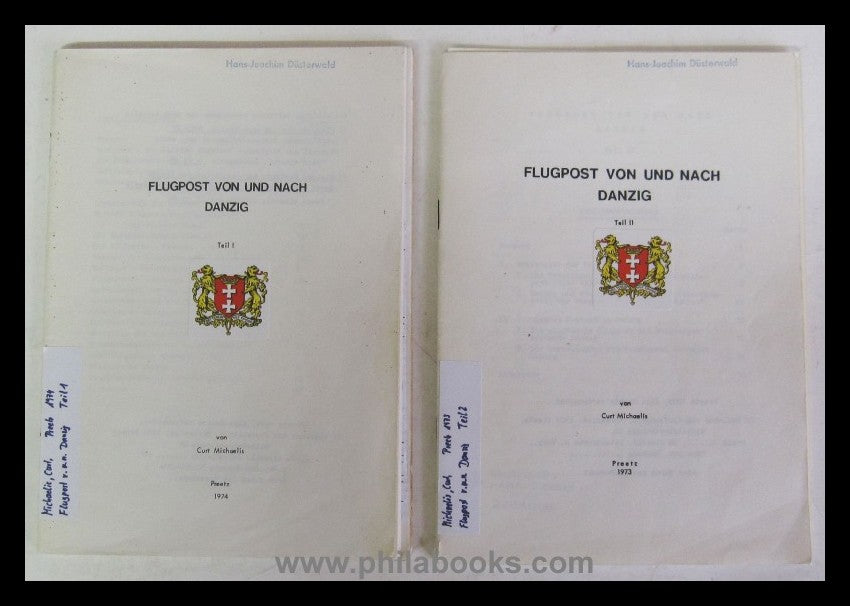 Hans-Joachim Düsterwald
FLUGPOST VON UND NACH
DANZIG
Teil I
von
Curt Michaelis
Preetz
1974
Michaelis, Curt, Preetz 1974
Flugpost v. u. n. Danzig Teil 1
Hans-Joachim Düsterwald
FLUGPOST VON UND NACH
DANZIG
Teil II
von
Curt Michaelis
Preetz
1973
Michaelis, Curt, Preetz 1973
Flugpost v. u. n. Danzig Teil 2
www.philabooks.com